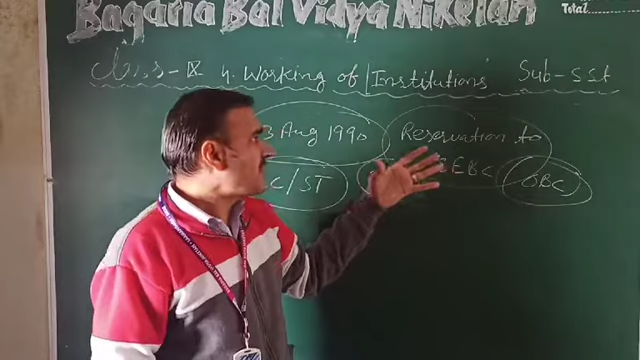 Bagaria Bal Vidya Niketan
Total....
Class-IX 4. Working of Institutions Sub-SSt
3 Aug 1990 Reservation to
C/ST EBC OBC